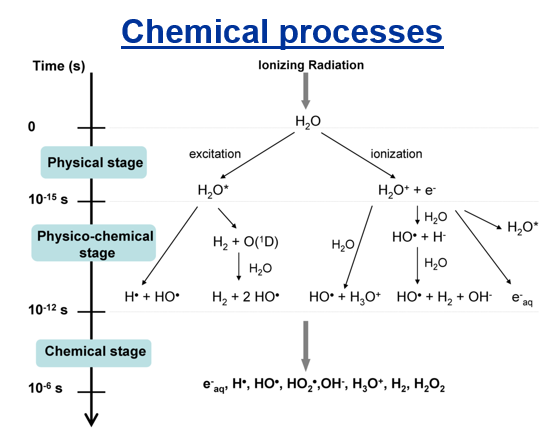 Chemical processes
Time (s)
Ionizing Radiation
0
H₂O
excitation
ionization
Physical stage
H₂O*
H₂O⁺ + e⁻
10⁻¹⁵ s
H₂O
H₂O*
Physico-chemical
stage
H₂ + O(¹D)
H₂O
HO• + H⁻
H₂O
H₂O
H• + HO•
H₂ + 2 HO•
HO• + H₃O⁺
HO• + H₂ + OH⁻
e⁻aq
10⁻¹² s
Chemical stage
10⁻⁶ s
e⁻aq, H•, HO•, HO₂•,OH⁻, H₃O⁺, H₂, H₂O₂